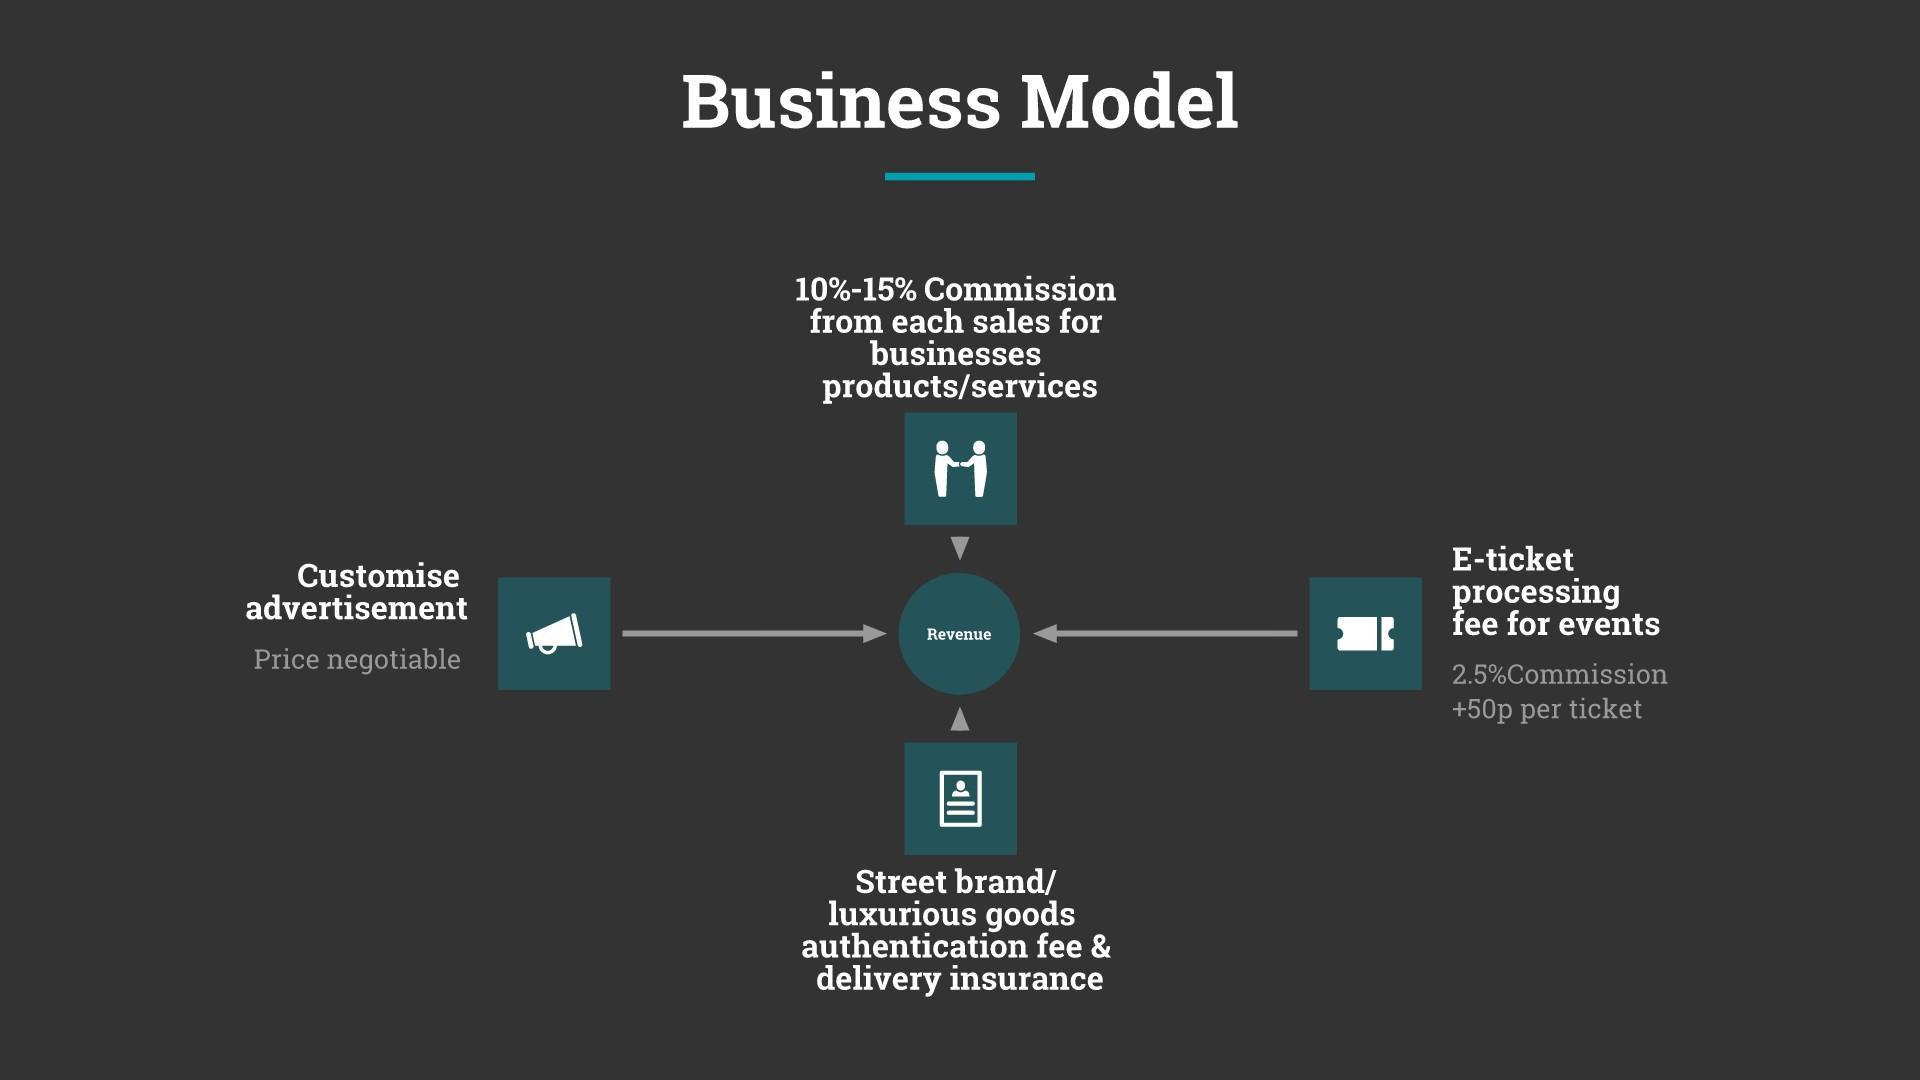 Business Model
10%-15% Commission
from each sales for
businesses
products/services
Customise
advertisement
Price negotiable
Revenue
E-ticket
processing
fee for events
2.5%Commission
+50p per ticket
Street brand/
luxurious goods
authentication fee &
delivery insurance